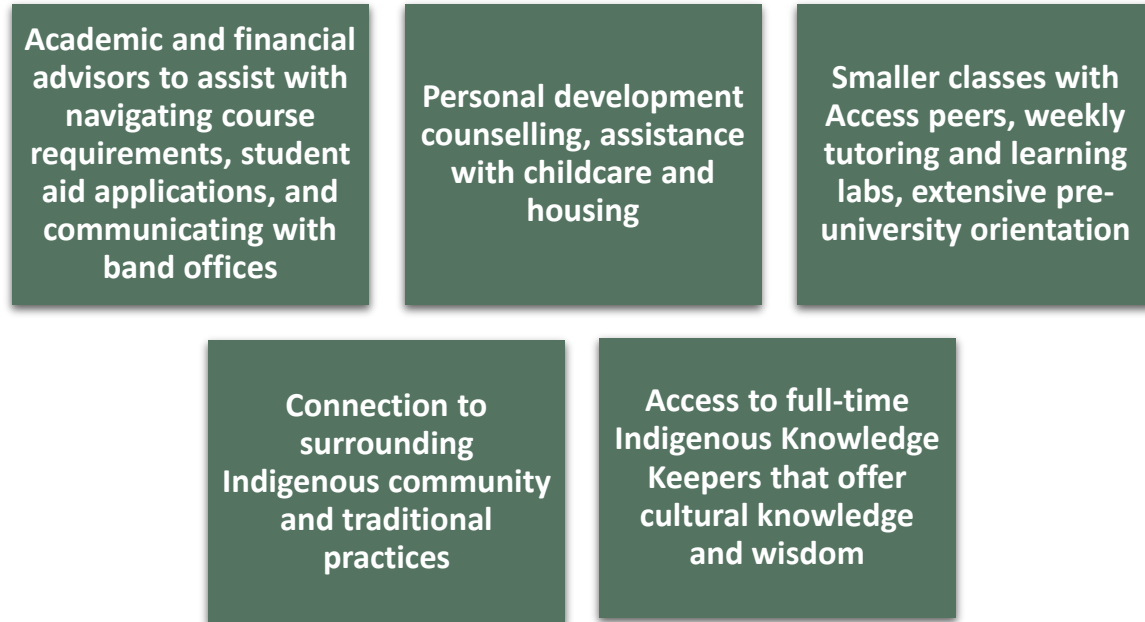 Academic and financial
advisors to assist with
navigating course
requirements, student
aid applications, and
communicating with
band offices
Personal development
counselling, assistance
with childcare and
housing
Smaller classes with
Access peers, weekly
tutoring and learning
labs, extensive pre-
university orientation
Connection to
surrounding
Indigenous community
and traditional
practices
Access to full-time
Indigenous Knowledge
Keepers that offer
cultural knowledge
and wisdom